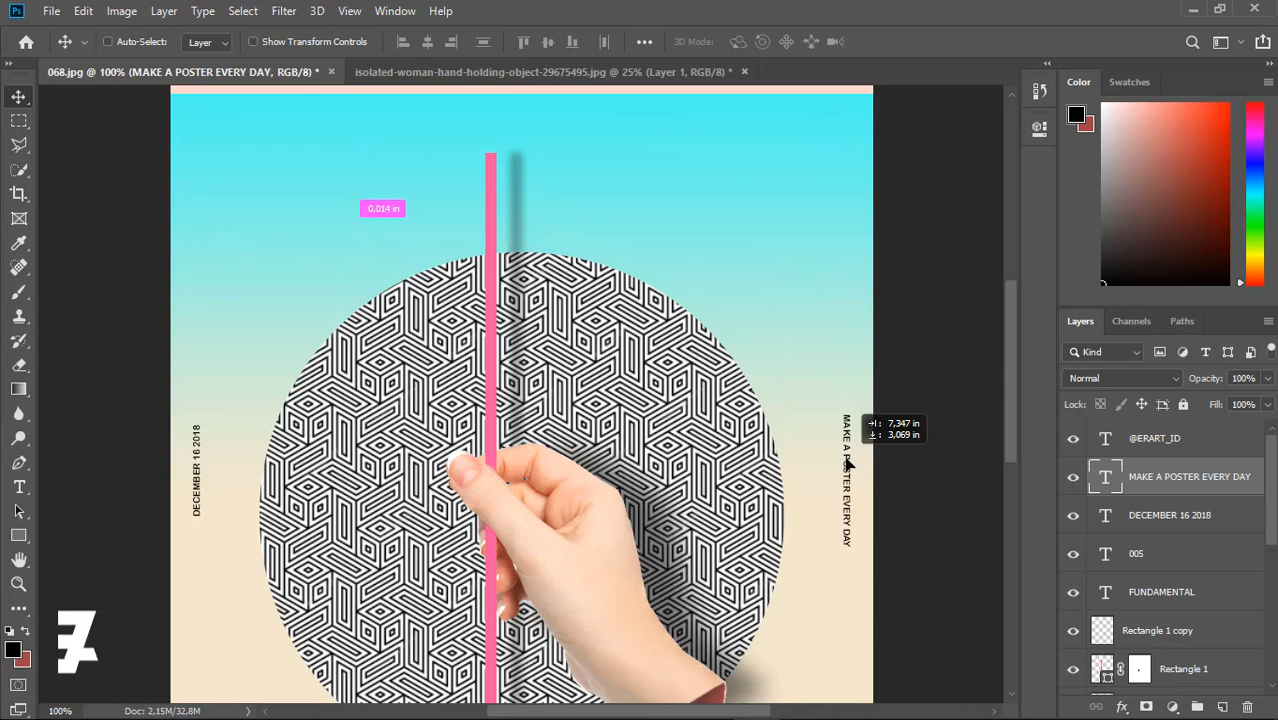 Ps File Edit Image Layer Type Select Filter 3D View Window Help
Auto-Select: Layer Show Transform Controls 3D Mode:
068.jpg @ 100% (MAKE A POSTER EVERY DAY, RGB/8) * isolated-woman-hand-holding-object-29675495.jpg @ 25% (Layer 1, RGB/8) *
Color Swatches
0,014 in
Layers Channels Paths
Kind
Normal Opacity: 100%
Lock: Fill: 100%
7,347 in
3,069 in
DECEMBER 16 2018
MAKE A POSTER EVERY DAY
@ERART_ID
MAKE A POSTER EVERY DAY
DECEMBER 16 2018
005
FUNDAMENTAL
Rectangle 1 copy
Rectangle 1
100% Doc: 2,15M/32,8M